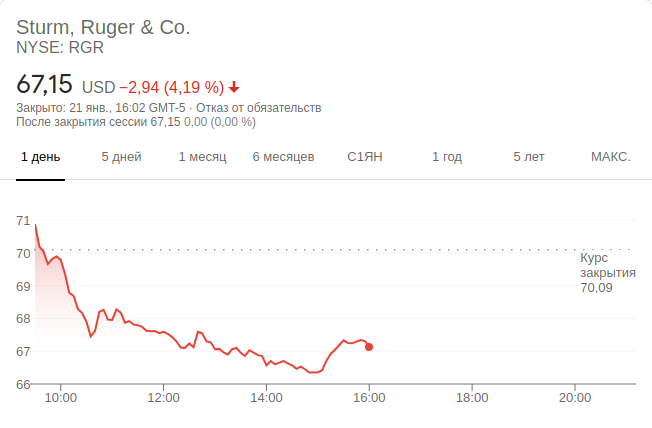 Sturm, Ruger & Co.
NYSE: RGR
67,15 USD −2,94 (4,19 %)
Закрыто: 21 янв., 16:02 GMT-5 · Отказ от обязательств
После закрытия сессии 67,15 0,00 (0,00 %)
1 день 5 дней 1 месяц 6 месяцев С1ЯН 1 год 5 лет МАКС.
71
70
Курс
закрытия
70,09
69
68
67
66
10:00 12:00 14:00 16:00 18:00 20:00